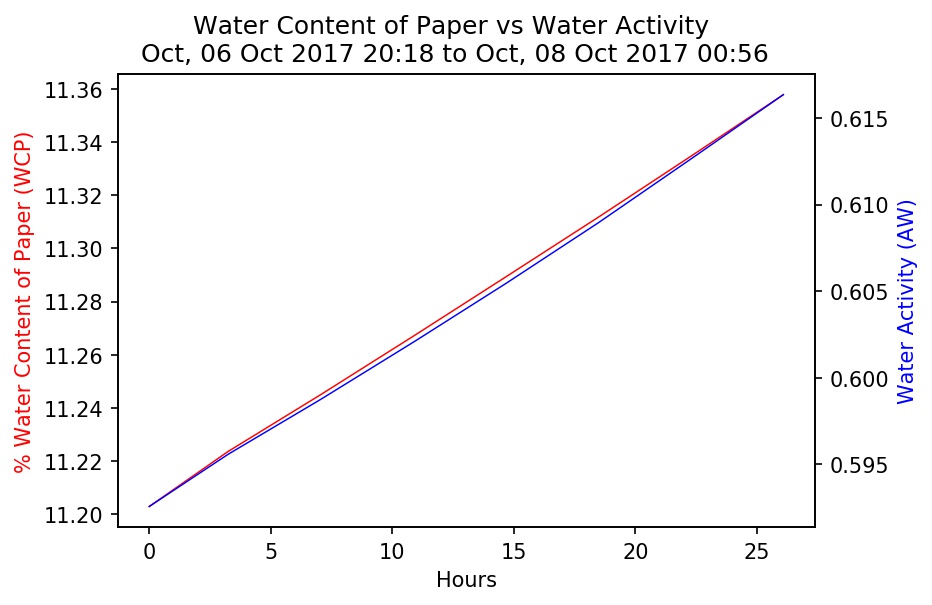 Water Content of Paper vs Water Activity
Oct, 06 Oct 2017 20:18 to Oct, 08 Oct 2017 00:56
% Water Content of Paper (WCP)
11.36
11.34
11.32
11.30
11.28
11.26
11.24
11.22
11.20
0.615
0.610
0.605
0.600
0.595
Water Activity (AW)
0 5 10 15 20 25
Hours